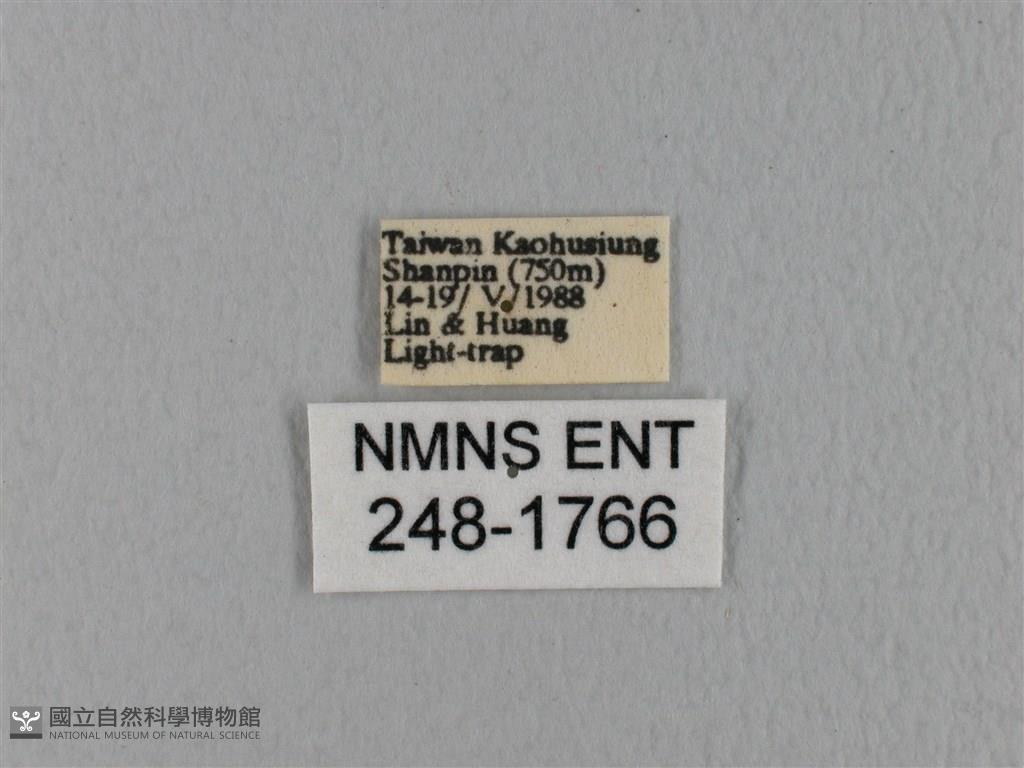 Taiwan Kaohusiung
Shanpin (750m)
14-19/ V/1988
Lin & Huang
Light-trap
NMNS ENT
248-1766
國立自然科學博物館
NATIONAL MUSEUM OF NATURAL SCIENCE